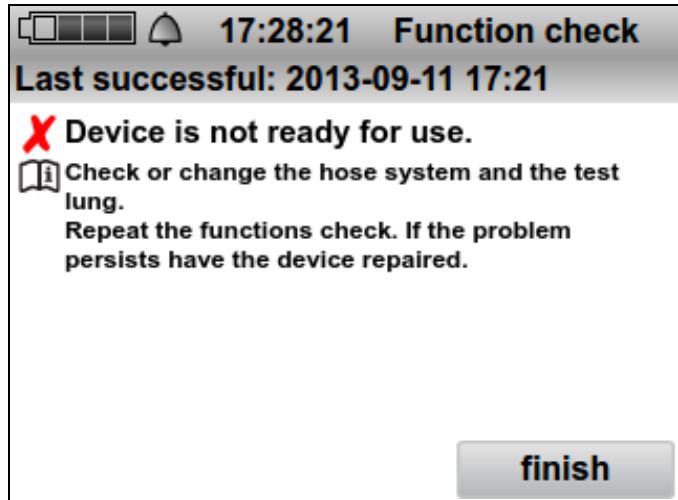 17:28:21 Function check
Last successful: 2013-09-11 17:21
Device is not ready for use.
Check or change the hose system and the test
lung.
Repeat the functions check. If the problem
persists have the device repaired.
finish